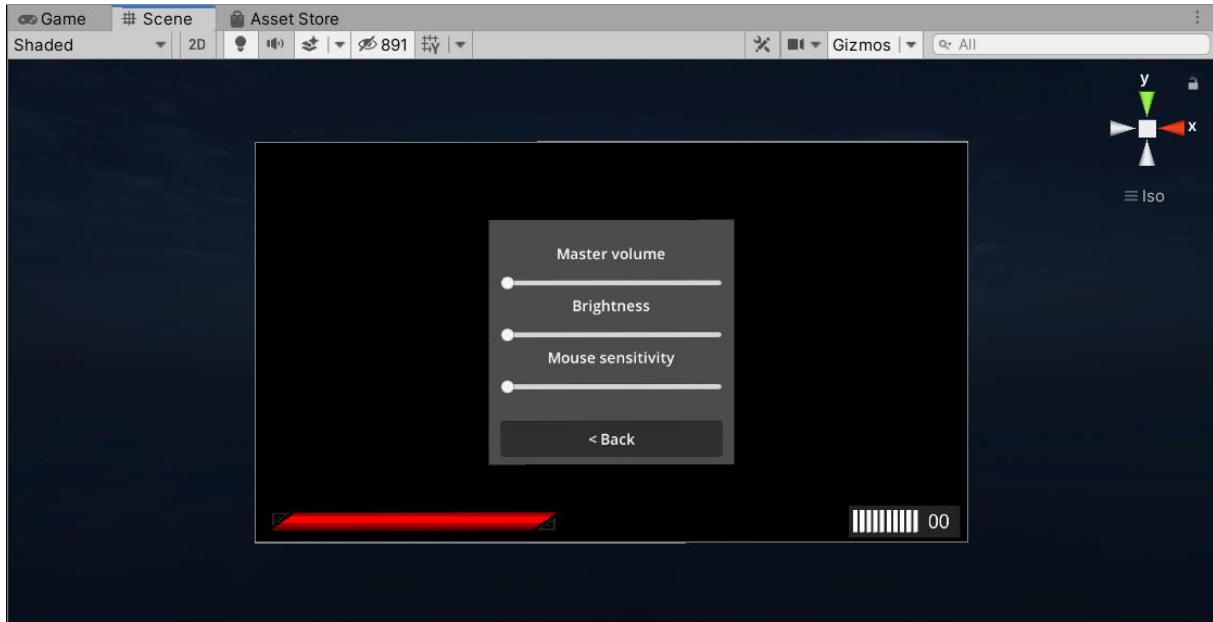 Game Scene Asset Store
Shaded 2D 891 Gizmos All
y
x
Iso
Master volume
Brightness
Mouse sensitivity
< Back
00